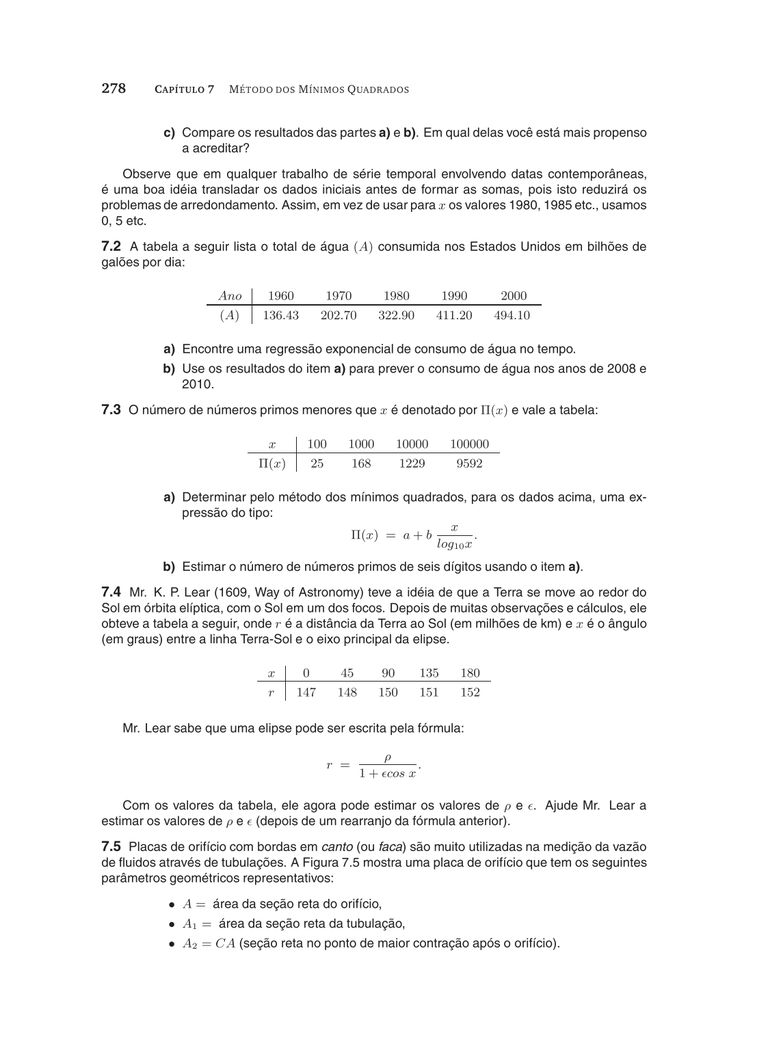 278 CAPÍTULO 7 MÉTODO DOS MÍNIMOS QUADRADOS
c) Compare os resultados das partes a) e b). Em qual delas você está mais propenso
a acreditar?
Observe que em qualquer trabalho de série temporal envolvendo datas contemporâneas,
é uma boa idéia transladar os dados iniciais antes de formar as somas, pois isto reduzirá os
problemas de arredondamento. Assim, em vez de usar para x os valores 1980, 1985 etc., usamos
0, 5 etc.
7.2 A tabela a seguir lista o total de água (A) consumida nos Estados Unidos em bilhões de
galões por dia:
Ano 1960 1970 1980 1990 2000
(A) 136.43 202.70 322.90 411.20 494.10
a) Encontre uma regressão exponencial de consumo de água no tempo.
b) Use os resultados do item a) para prever o consumo de água nos anos de 2008 e
2010.
7.3 O número de números primos menores que x é denotado por Π(x) e vale a tabela:
x 100 1000 10000 100000
Π(x) 25 168 1229 9592
a) Determinar pelo método dos mínimos quadrados, para os dados acima, uma ex-
pressão do tipo:
Π(x) = a + b x / log₁₀x .
b) Estimar o número de números primos de seis dígitos usando o item a).
7.4 Mr. K. P. Lear (1609, Way of Astronomy) teve a idéia de que a Terra se move ao redor do
Sol em órbita elíptica, com o Sol em um dos focos. Depois de muitas observações e cálculos, ele
obteve a tabela a seguir, onde r é a distância da Terra ao Sol (em milhões de km) e x é o ângulo
(em graus) entre a linha Terra-Sol e o eixo principal da elipse.
x 0 45 90 135 180
r 147 148 150 151 152
Mr. Lear sabe que uma elipse pode ser escrita pela fórmula:
r = ρ / 1 + ϵcos x .
Com os valores da tabela, ele agora pode estimar os valores de ρ e ϵ. Ajude Mr. Lear a
estimar os valores de ρ e ϵ (depois de um rearranjo da fórmula anterior).
7.5 Placas de orifício com bordas em canto (ou faca) são muito utilizadas na medição da vazão
de fluidos através de tubulações. A Figura 7.5 mostra uma placa de orifício que tem os seguintes
parâmetros geométricos representativos:
• A = área da seção reta do orifício,
• A₁ = área da seção reta da tubulação,
• A₂ = CA (seção reta no ponto de maior contração após o orifício).